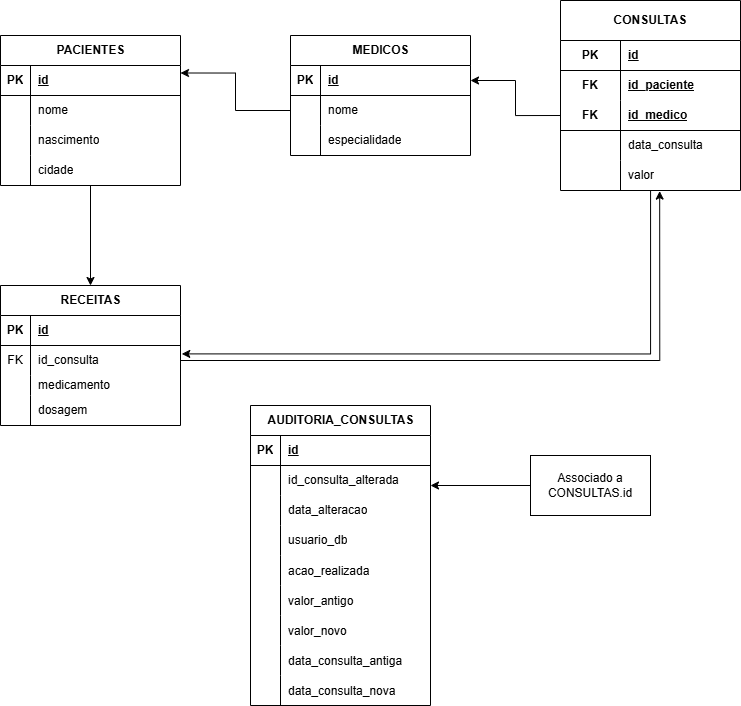 PACIENTES
PK id
nome
nascimento
cidade
MEDICOS
PK id
nome
especialidade
CONSULTAS
PK id
FK id_paciente
FK id_medico
data_consulta
valor
RECEITAS
PK id
FK id_consulta
medicamento
dosagem
AUDITORIA_CONSULTAS
PK id
id_consulta_alterada
data_alteracao
usuario_db
acao_realizada
valor_antigo
valor_novo
data_consulta_antiga
data_consulta_nova
Associado a
CONSULTAS.id